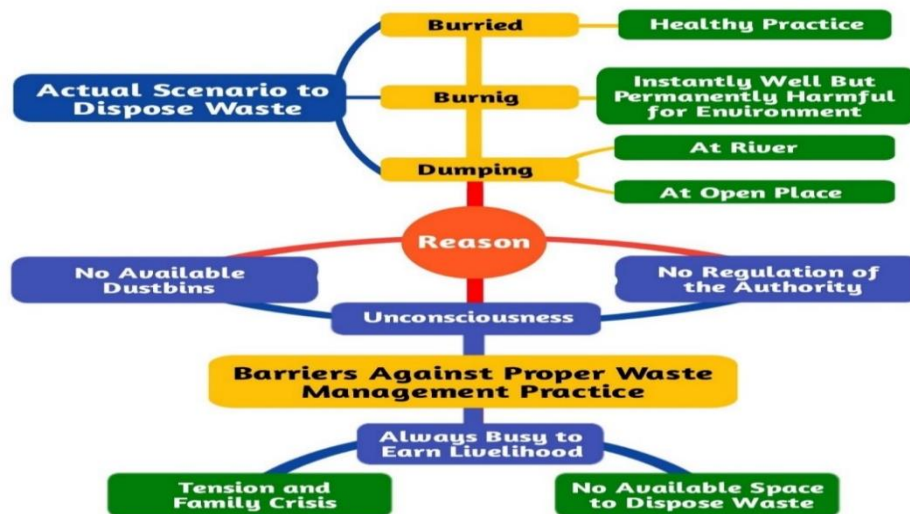 Burried
Healthy Practice
Actual Scenario to
Dispose Waste
Burnig
Instantly Well But
Permanently Harmful
for Environment
Dumping
At River
At Open Place
Reason
No Available
Dustbins
No Regulation of
the Authority
Unconsciousness
Barriers Against Proper Waste
Management Practice
Always Busy to
Earn Livelihood
Tension and
Family Crisis
No Available Space
to Dispose Waste